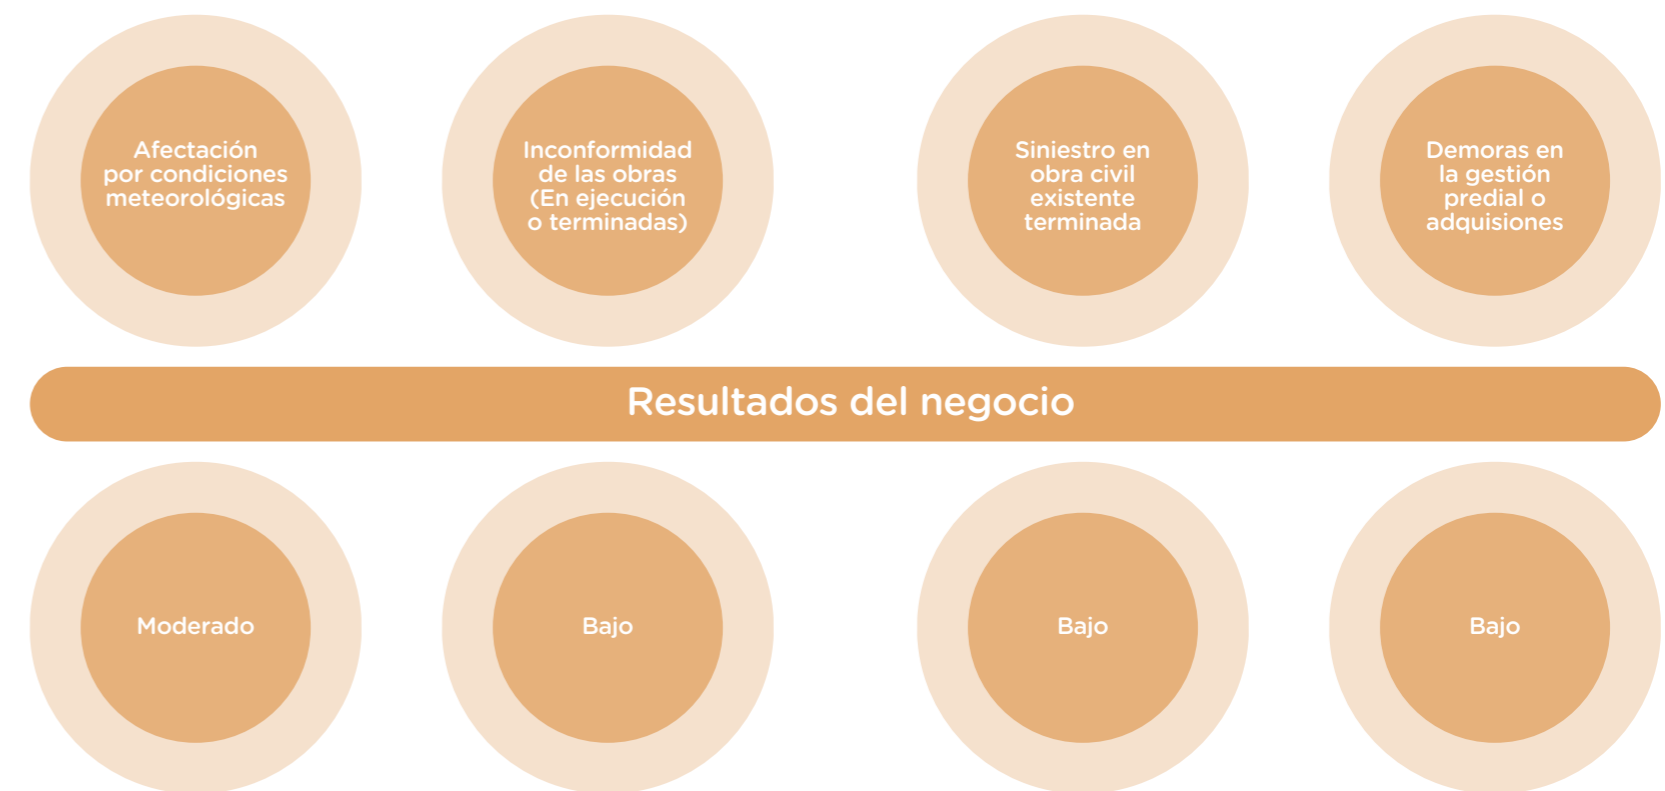 Afectación
por condiciones
meteorológicas
Inconformidad
de las obras
(En ejecución
o terminadas)
Siniestro en
obra civil
existente
terminada
Demoras en
la gestión
predial o
adquisiones
Resultados del negocio
Moderado
Bajo
Bajo
Bajo